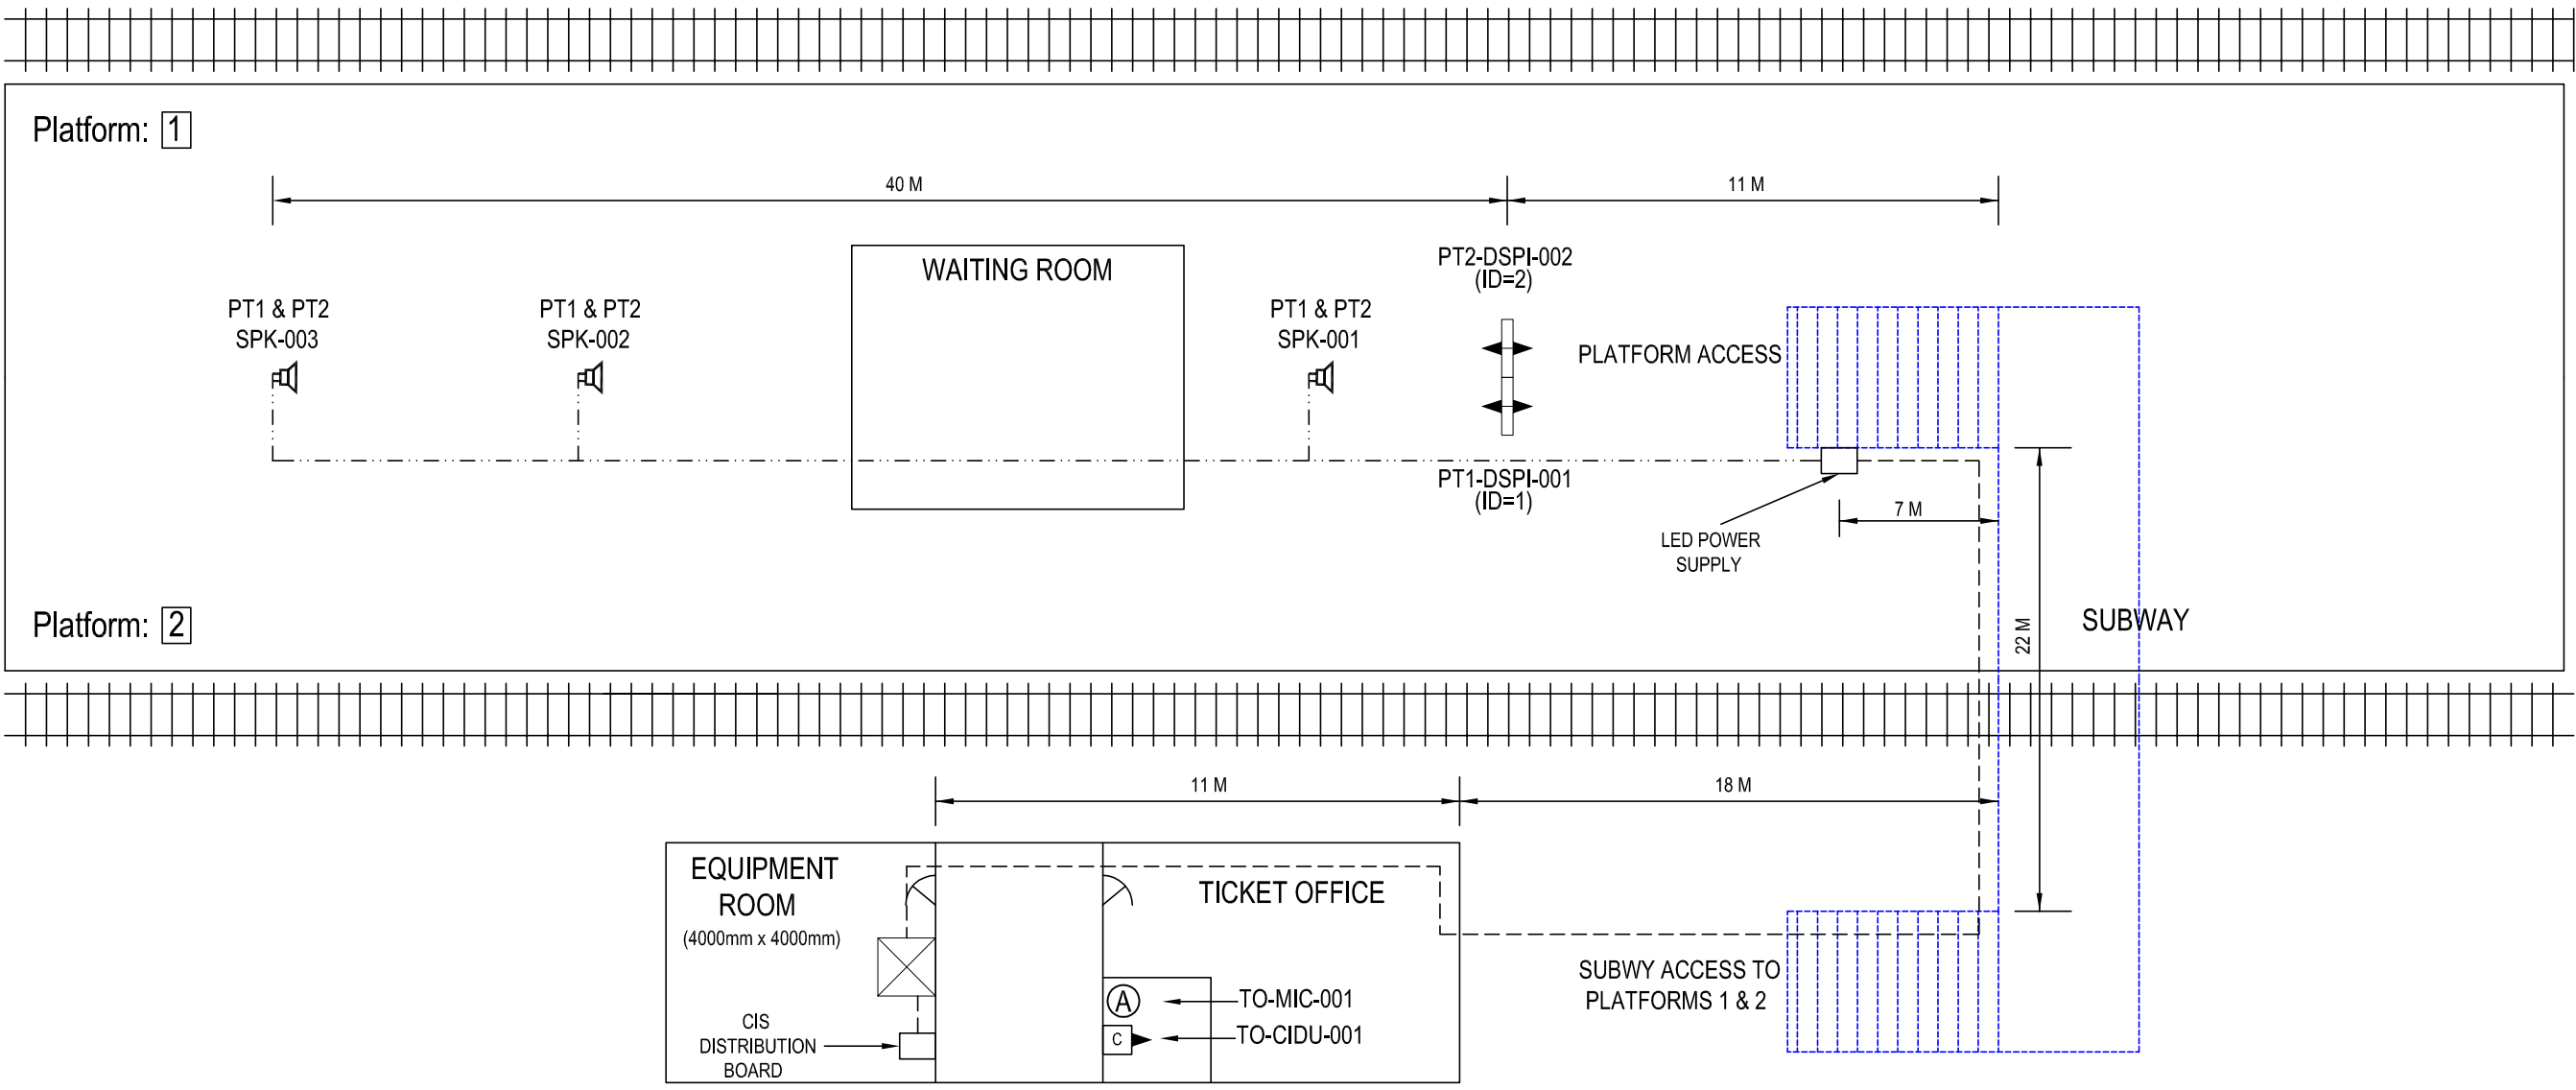 Platform: 1
40 M
11 M
PT2-DSPI-002
(ID=2)
WAITING ROOM
PT1 & PT2
SPK-003
PT1 & PT2
SPK-002
PT1 & PT2
SPK-001
PLATFORM ACCESS
PT1-DSPI-001
(ID=1)
7 M
LED POWER
SUPPLY
Platform: 2
22 M
SUBWAY
11 M
18 M
EQUIPMENT
ROOM
(4000mm x 4000mm)
TICKET OFFICE
SUBWY ACCESS TO
PLATFORMS 1 & 2
A
TO-MIC-001
C
TO-CIDU-001
CIS
DISTRIBUTION
BOARD